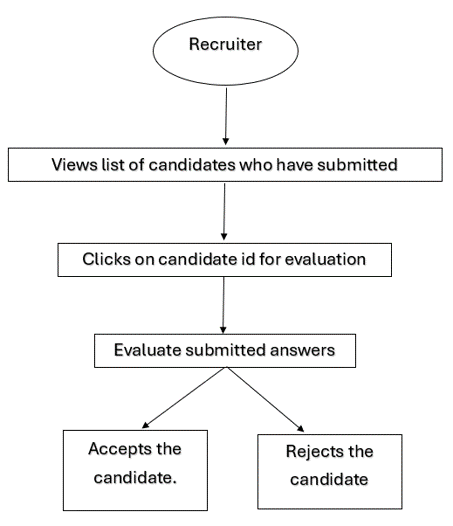 Recruiter
Views list of candidates who have submitted
Clicks on candidate id for evaluation
Evaluate submitted answers
Accepts the
candidate.
Rejects the
candidate